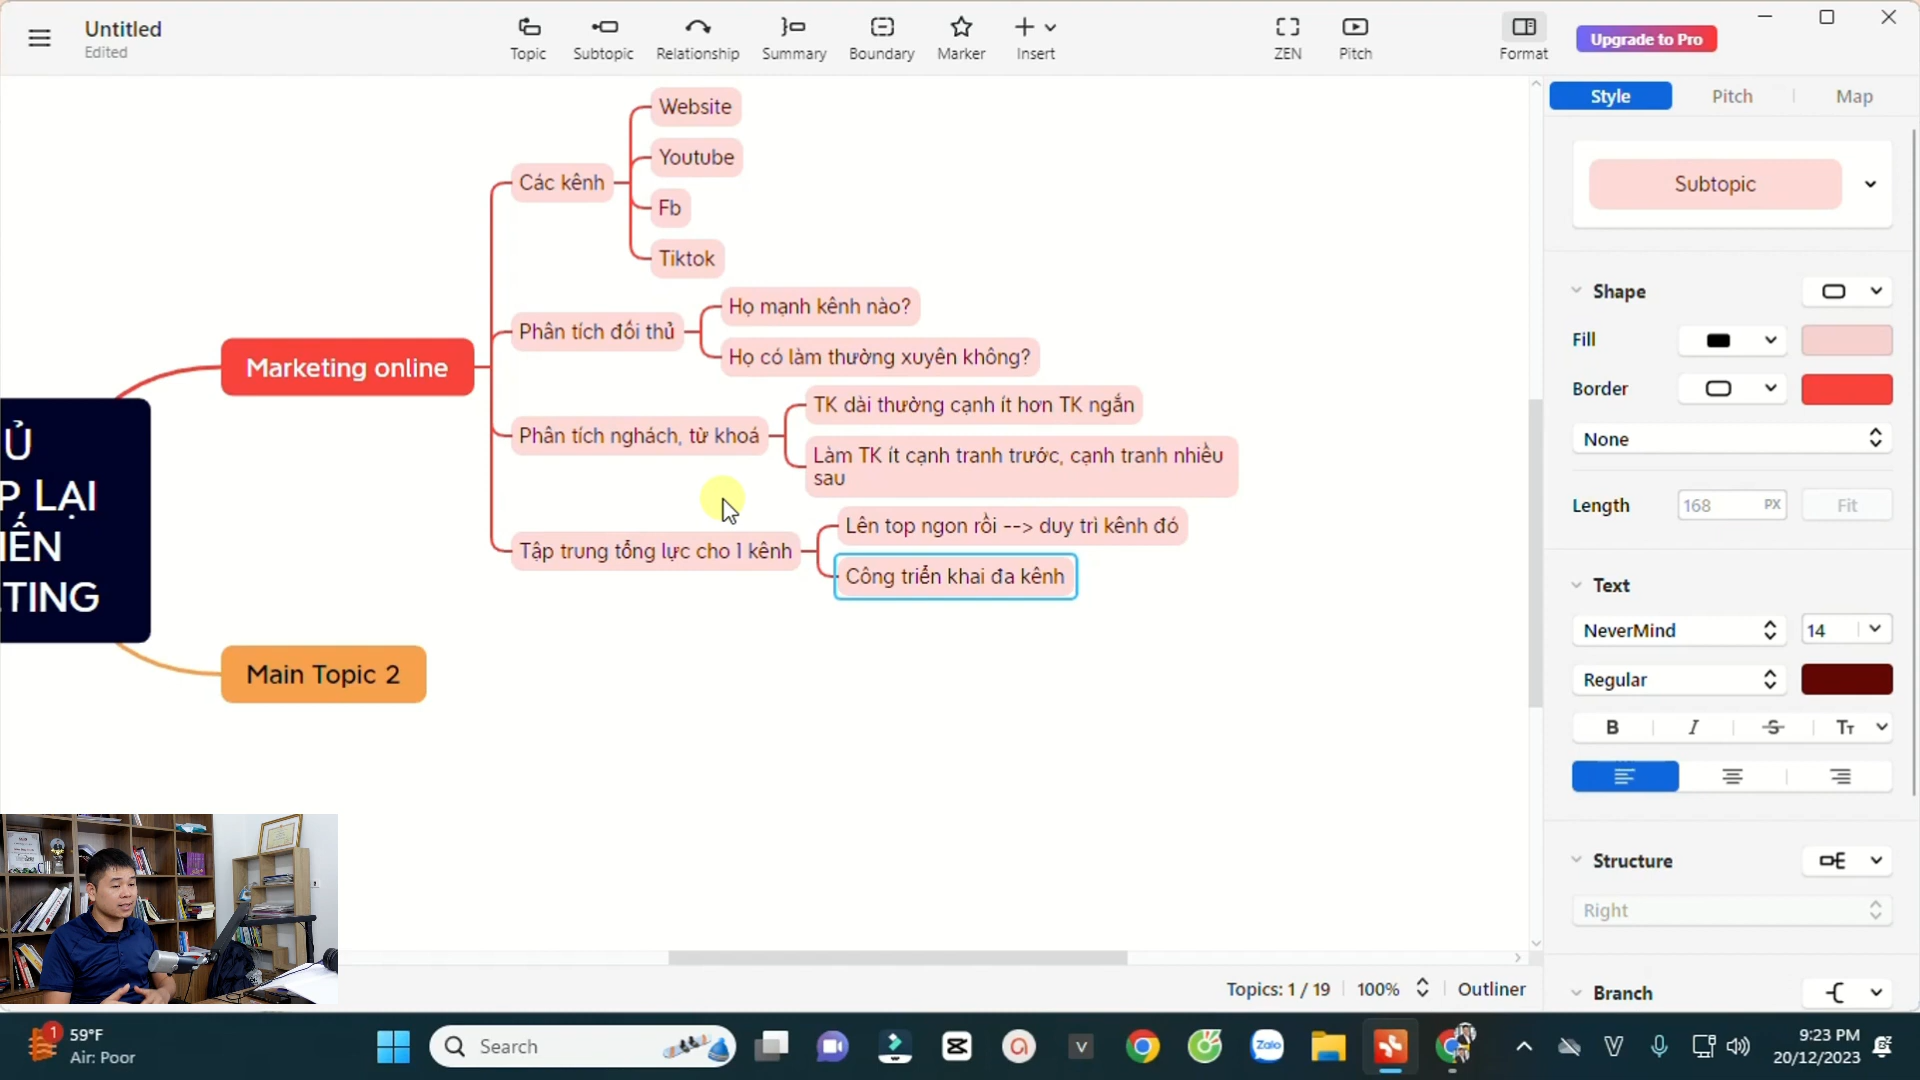 Untitled
Edited
Topic
Subtopic
Relationship
Summary
Boundary
Marker
Insert
ZEN
Pitch
Format
Upgrade to Pro
Style
Pitch
Map
Subtopic
Shape
Fill
Border
None
Length
168
PX
Fit
Text
NeverMind
14
Regular
B
I
S
TT
Structure
Right
Branch
Website
Youtube
Fb
Tiktok
Các kênh
Họ mạnh kênh nào?
Phân tích đối thủ
Họ có làm thường xuyên không?
Marketing online
TK dài thường cạnh ít hơn TK ngắn
Phân tích nghách, từ khoá
Làm TK ít cạnh tranh trước, cạnh tranh nhiều
sau
Lên top ngon rồi --> duy trì kênh đó
Tập trung tổng lực cho 1 kênh
Công triển khai đa kênh
Ủ
P LẠI
IẾN
TING
Main Topic 2
Topics: 1 / 19
100%
Outliner
1
59°F
Air: Poor
Search
V
Zalo
9:23 PM
20/12/2023